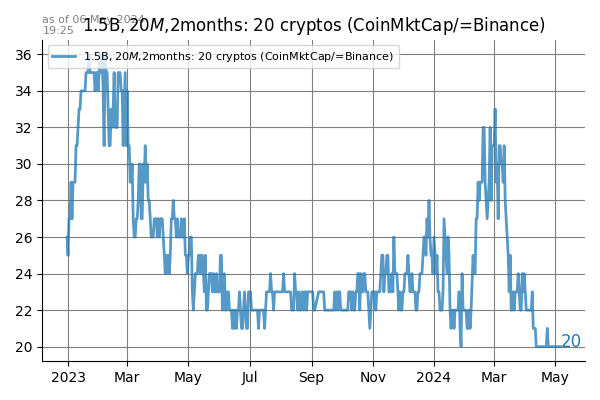 as of 06 May 2024
19:25
1.5B, 20M,2months: 20 cryptos (CoinMktCap/=Binance)
1.5B, 20M,2months: 20 cryptos (CoinMktCap/=Binance)
36
34
32
30
28
26
24
22
20
20
2023 Mar May Jul Sep Nov 2024 Mar May